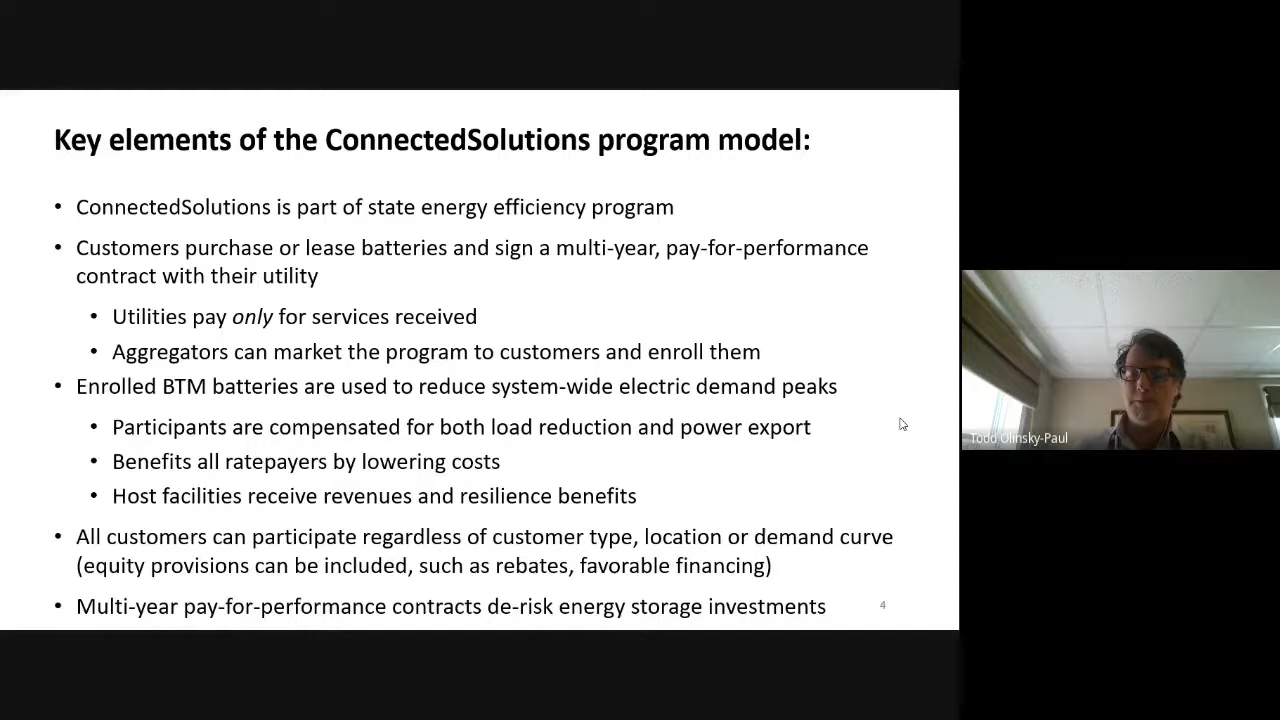 Key elements of the ConnectedSolutions program model:
• ConnectedSolutions is part of state energy efficiency program
• Customers purchase or lease batteries and sign a multi-year, pay-for-performance
contract with their utility
• Utilities pay only for services received
• Aggregators can market the program to customers and enroll them
• Enrolled BTM batteries are used to reduce system-wide electric demand peaks
• Participants are compensated for both load reduction and power export
• Benefits all ratepayers by lowering costs
• Host facilities receive revenues and resilience benefits
• All customers can participate regardless of customer type, location or demand curve
(equity provisions can be included, such as rebates, favorable financing)
• Multi-year pay-for-performance contracts de-risk energy storage investments
4
Todd Olinsky-Paul